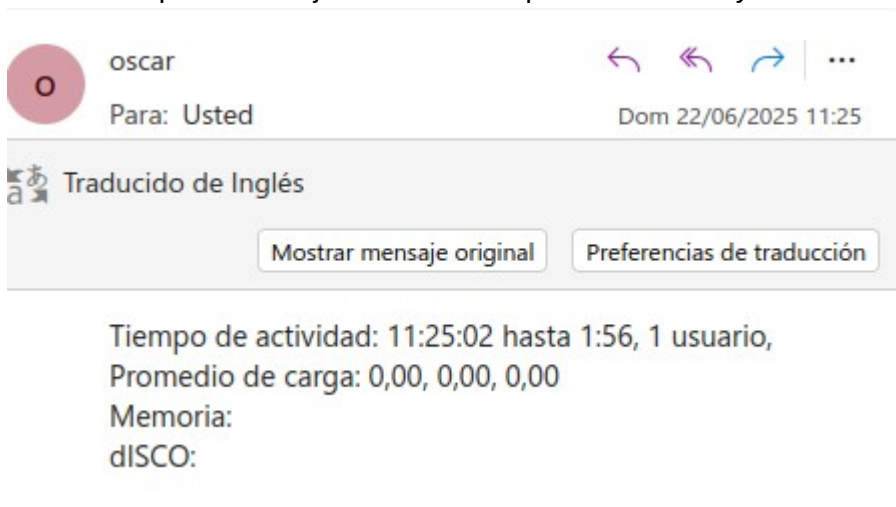 O
oscar
Para: Usted
Dom 22/06/2025 11:25
Traducido de Inglés
Mostrar mensaje original
Preferencias de traducción
Tiempo de actividad: 11:25:02 hasta 1:56, 1 usuario,
Promedio de carga: 0,00, 0,00, 0,00
Memoria:
dISCO: